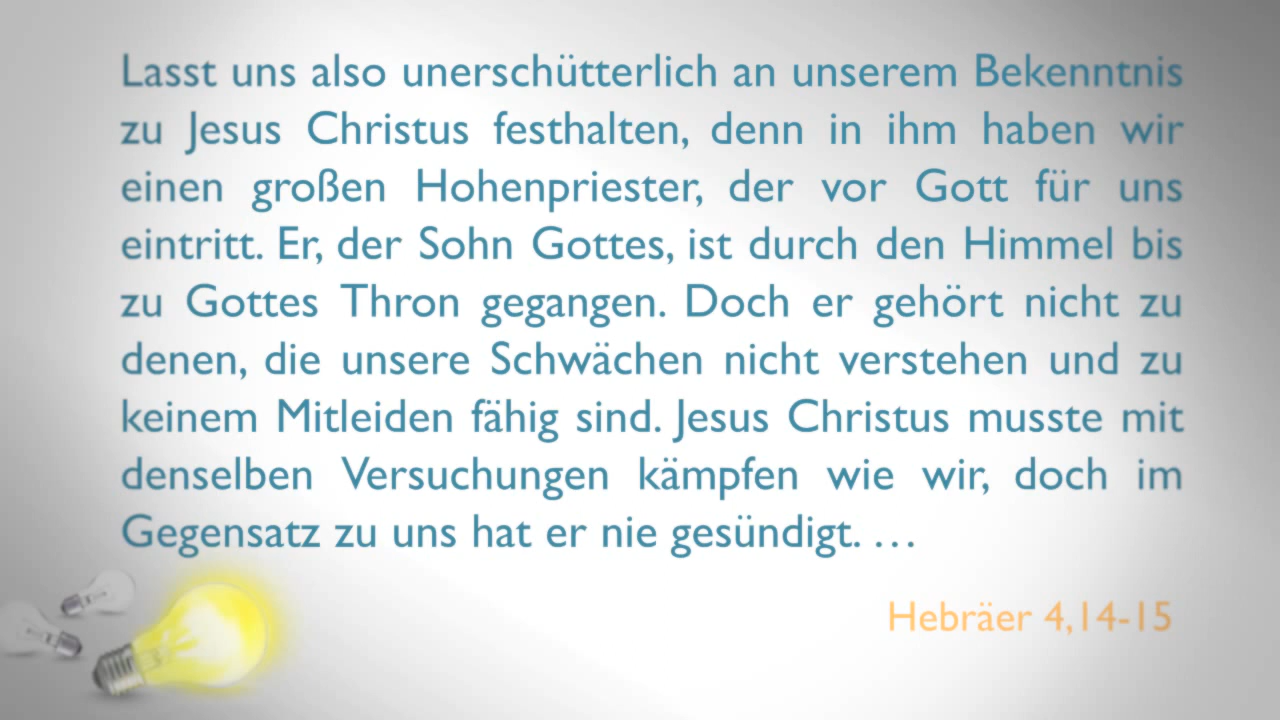 Lasst uns also unerschütterlich an unserem Bekenntnis
zu Jesus Christus festhalten, denn in ihm haben wir
einen großen Hohenpriester, der vor Gott für uns
eintritt. Er, der Sohn Gottes, ist durch den Himmel bis
zu Gottes Thron gegangen. Doch er gehört nicht zu
denen, die unsere Schwächen nicht verstehen und zu
keinem Mitleiden fähig sind. Jesus Christus musste mit
denselben Versuchungen kämpfen wie wir, doch im
Gegensatz zu uns hat er nie gesündigt. …
Hebräer 4,14-15